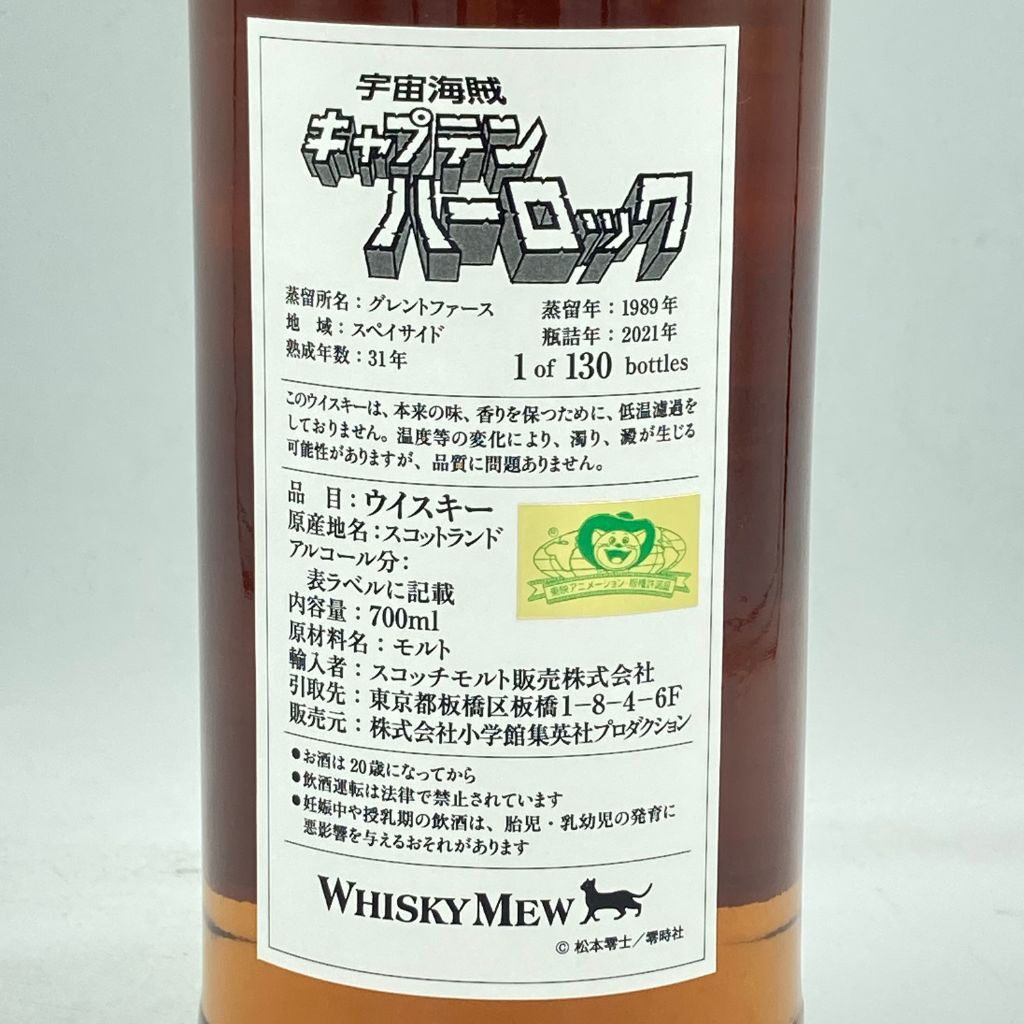 宇宙海賊
キャプテン
ハーロック
蒸留所名：グレントファース 蒸留年：1989年
地　域：スペイサイド 瓶詰年：2021年
熟成年数：31年 1 of 130 bottles
このウイスキーは、本来の味、香りを保つために、低温濾過を
しておりません。温度等の変化により、濁り、澱が生じる
可能性がありますが、品質に問題ありません。
品　目：ウイスキー
原産地名：スコットランド
アルコール分：
表ラベルに記載
内容量：700ml
原材料名：モルト
輸入者：スコッチモルト販売株式会社
引取先：東京都板橋区板橋1-8-4-6F
販売元：株式会社小学館集英社プロダクション
東映アニメーション・版権許諾証
●お酒は20歳になってから
●飲酒運転は法律で禁止されています
●妊娠中や授乳期の飲酒は、胎児・乳幼児の発育に
悪影響を与えるおそれがあります
WHISKY MEW
© 松本零士／零時社